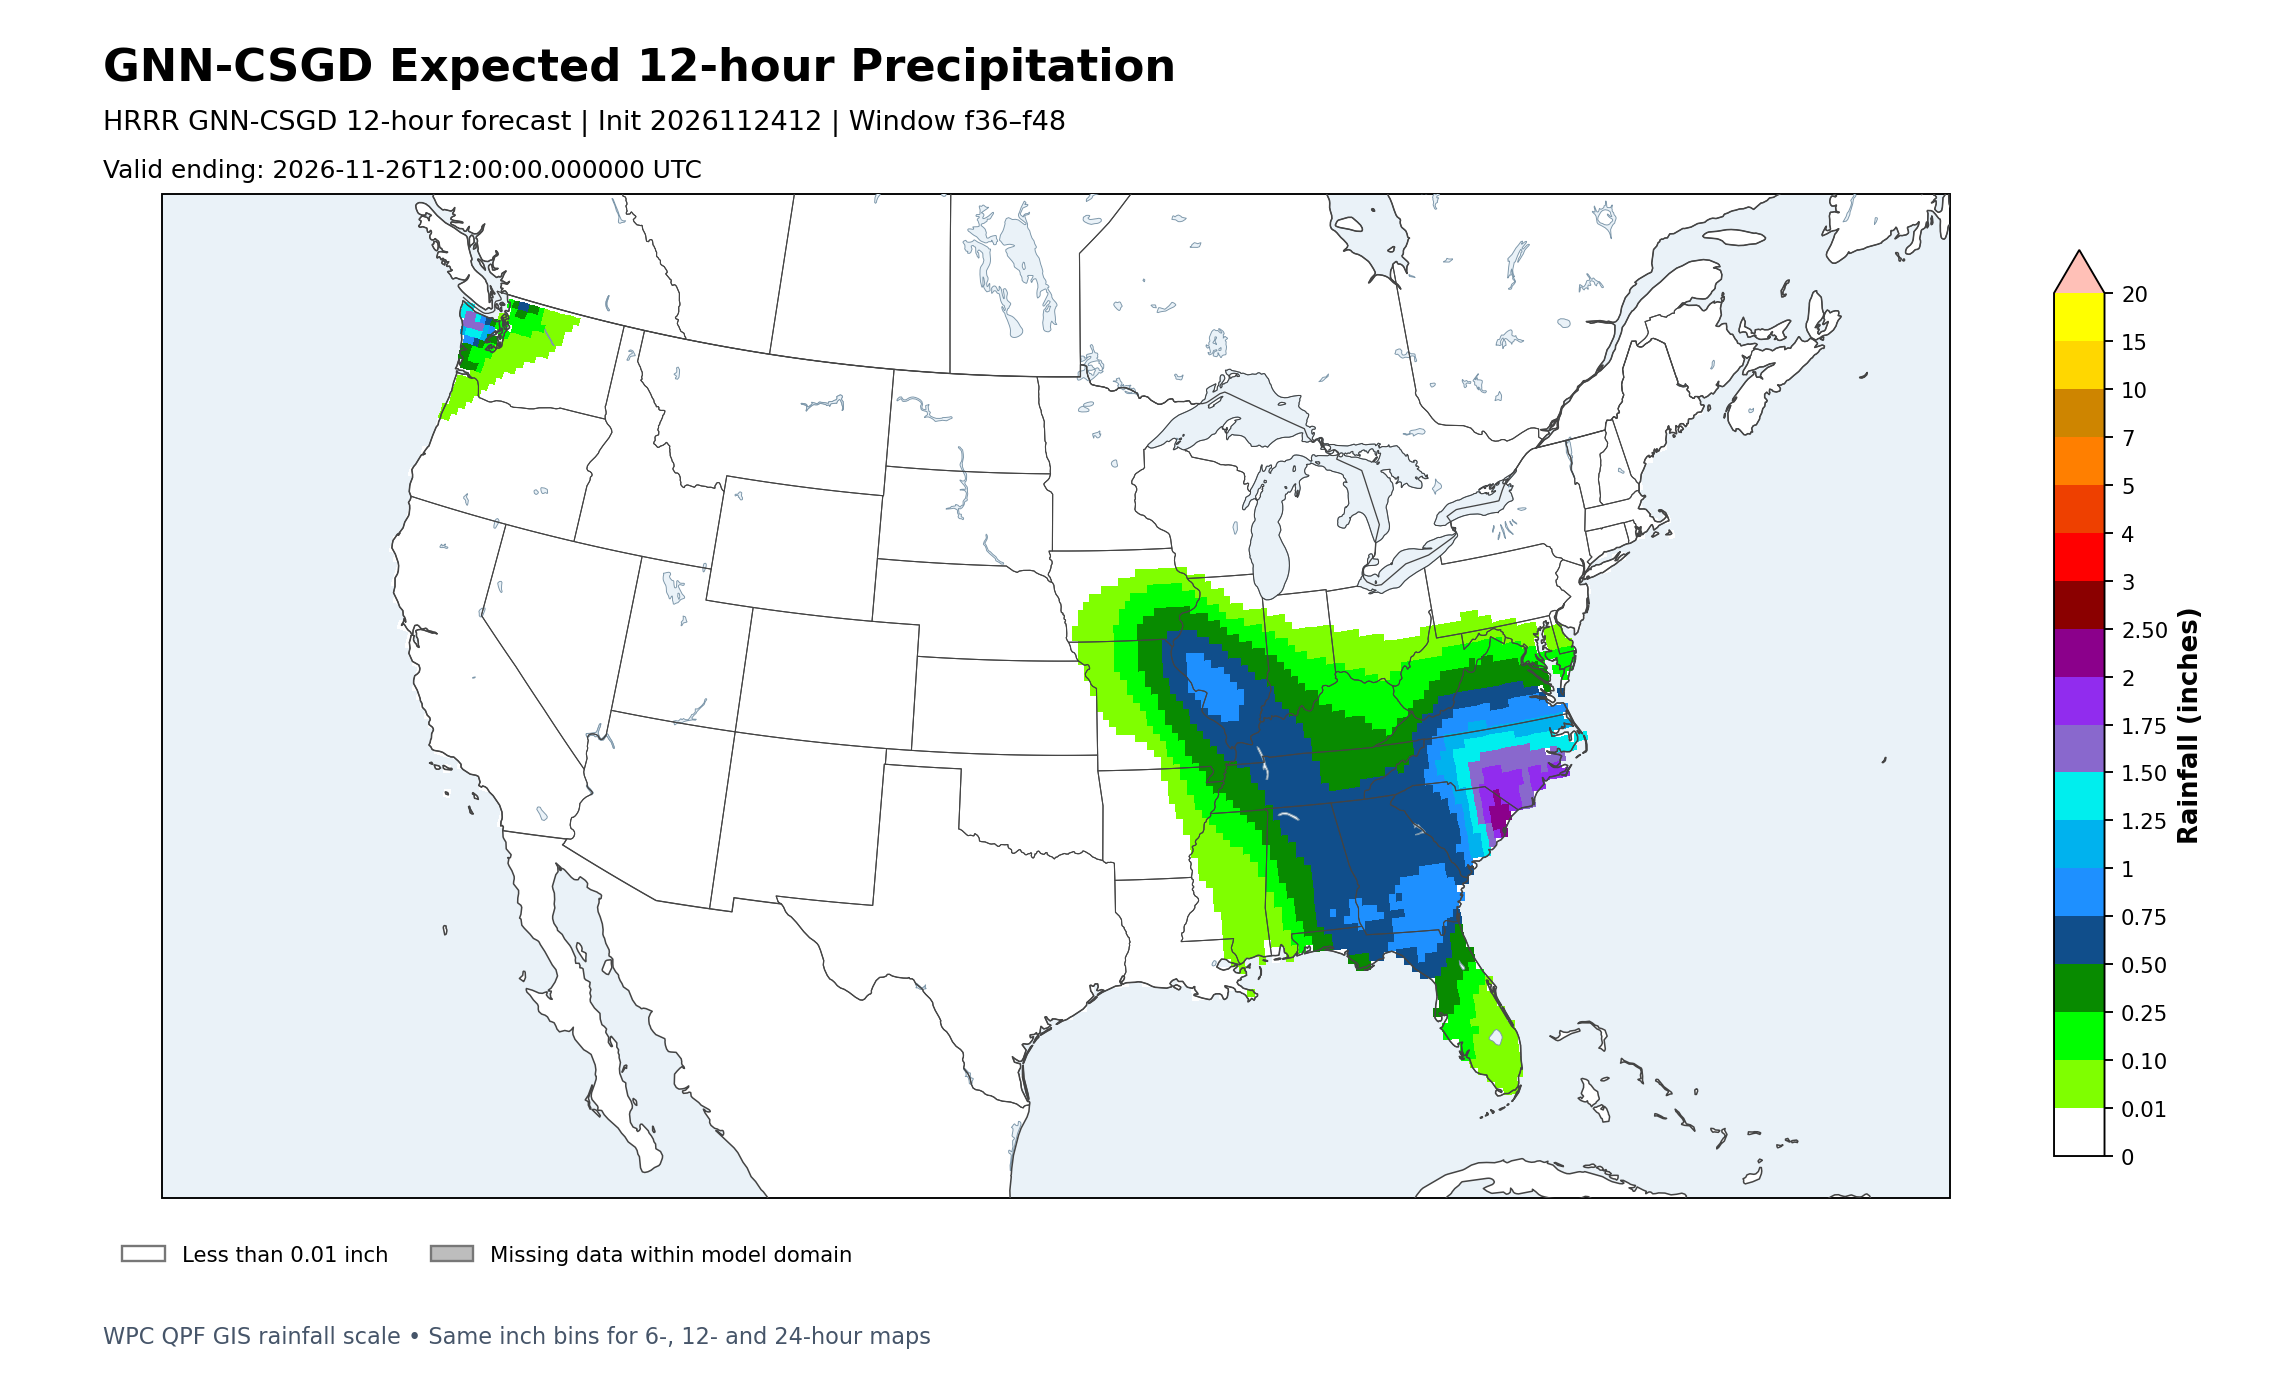 GNN-CSGD Expected 12-hour Precipitation
HRRR GNN-CSGD 12-hour forecast | Init 2026112412 | Window f36–f48
Valid ending: 2026-11-26T12:00:00.000000 UTC
20
15
10
7
5
4
3
2.50
2
1.75
1.50
1.25
1
0.75
0.50
0.25
0.10
0.01
0
Rainfall (inches)
Less than 0.01 inch
Missing data within model domain
WPC QPF GIS rainfall scale • Same inch bins for 6-, 12- and 24-hour maps